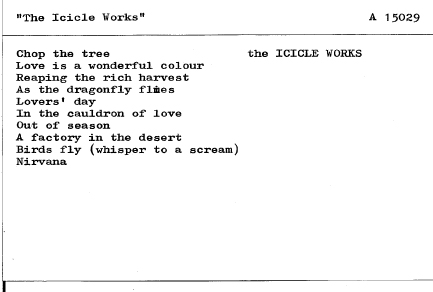 "The Icicle Works" A 15029
Chop the tree the ICICLE WORKS
Love is a wonderful colour
Reaping the rich harvest
As the dragonfly flies
Lovers' day
In the cauldron of love
Out of season
A factory in the desert
Birds fly (whisper to a scream)
Nirvana